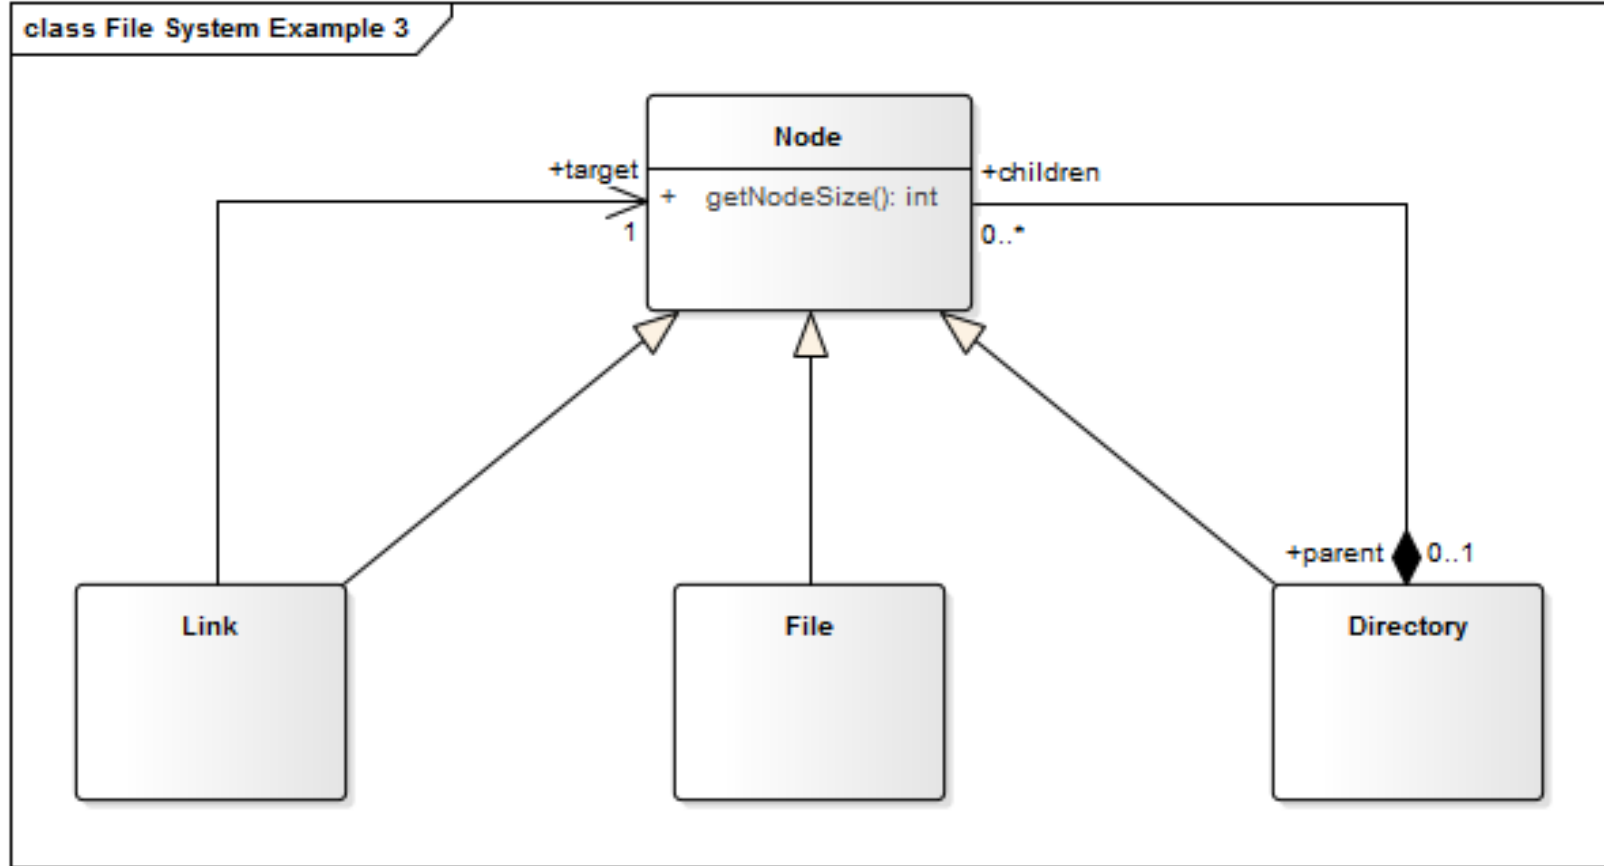 class File System Example 3
Node
+target
+children
+ getNodeSize(): int
1
0..*
+parent
0..1
Link
File
Directory